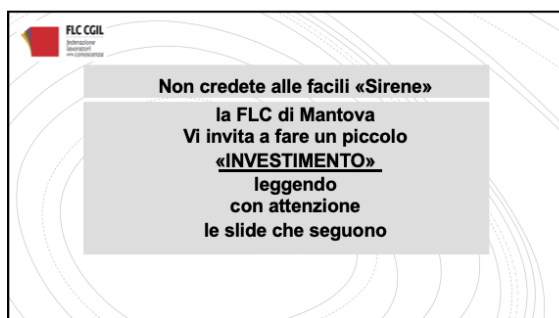 FLC CGIL
federazione
lavoratori
della conoscenza
Non credete alle facili «Sirene»
la FLC di Mantova
Vi invita a fare un piccolo
«INVESTIMENTO»
leggendo
con attenzione
le slide che seguono